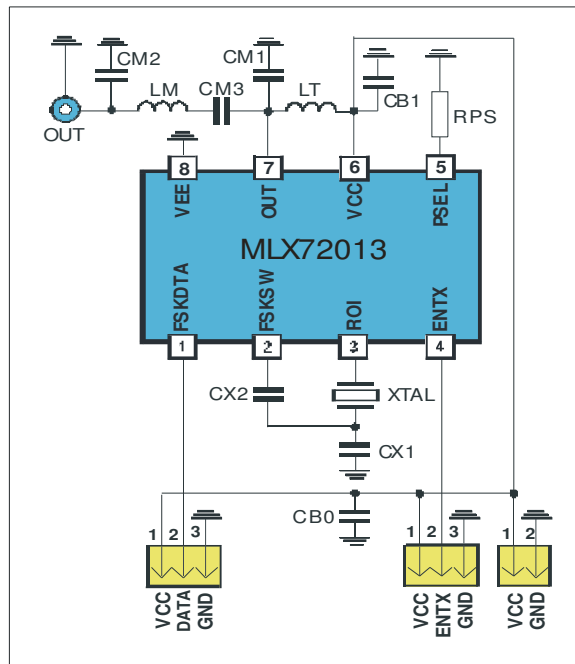 CM2
CM1
LM
CM3
LT
CB1
RPS
OUT
8
7
6
5
VEE
OUT
VCC
PSEL
MLX72013
FSKDTA
FSKSW
ROI
ENTX
1
2
3
4
CX2
XTAL
CX1
CB0
1 2 3
1 2 3
1 2
VCC
DATA
GND
VCC
ENTX
GND
VCC
GND